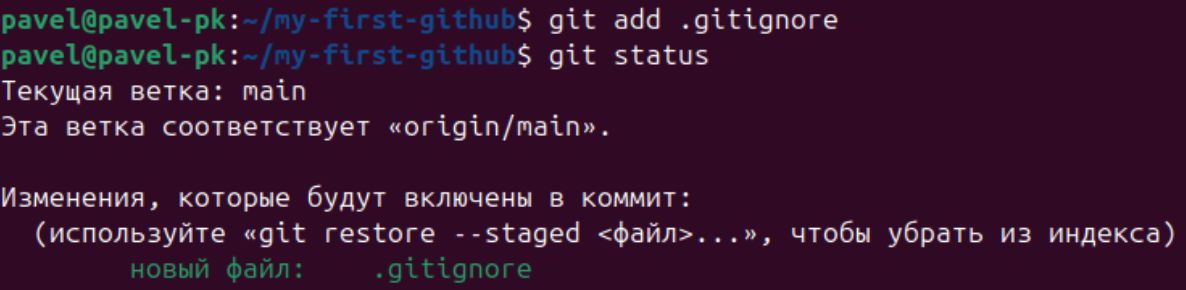 pavel@pavel-pk:~/my-first-github$ git add .gitignore
pavel@pavel-pk:~/my-first-github$ git status
Текущая ветка: main
Эта ветка соответствует «origin/main».
Изменения, которые будут включены в коммит:
(используйте «git restore --staged <файл>...», чтобы убрать из индекса)
новый файл:    .gitignore